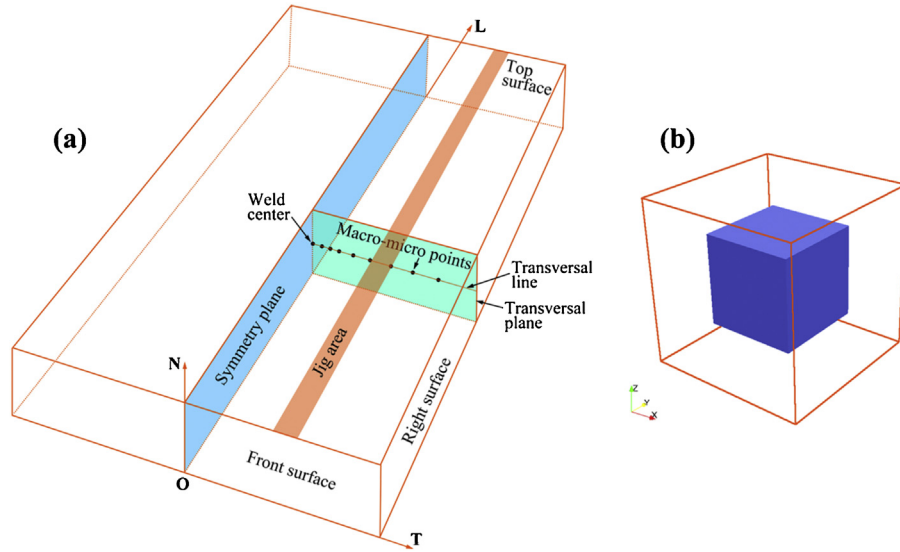 L
Top
surface
(a)
(b)
Weld
center
Macro-micro points
Transversal
line
Transversal
plane
Symmetry plane
Jig area
Right surface
N
Front surface
O
T
Z
Y
X